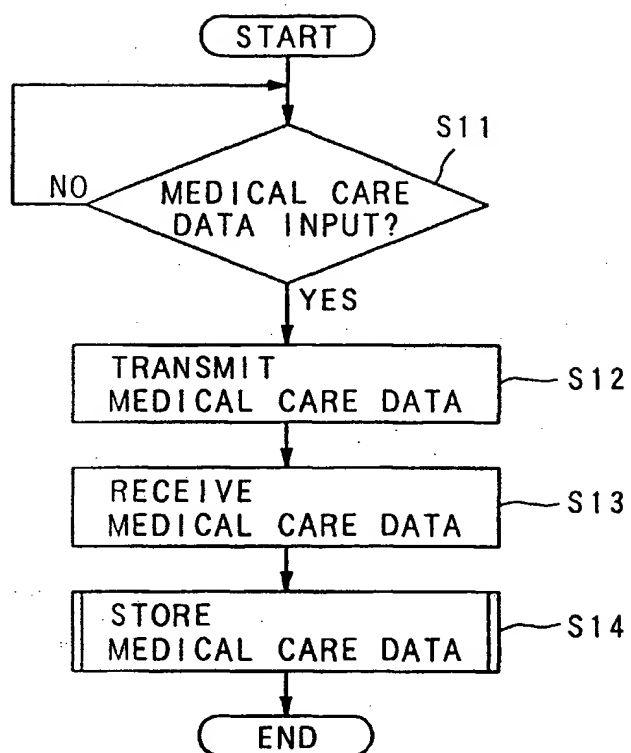 START
S11
NO
MEDICAL CARE
DATA INPUT?
YES
TRANSMIT
MEDICAL CARE DATA
S12
RECEIVE
MEDICAL CARE DATA
S13
STORE
MEDICAL CARE DATA
S14
END